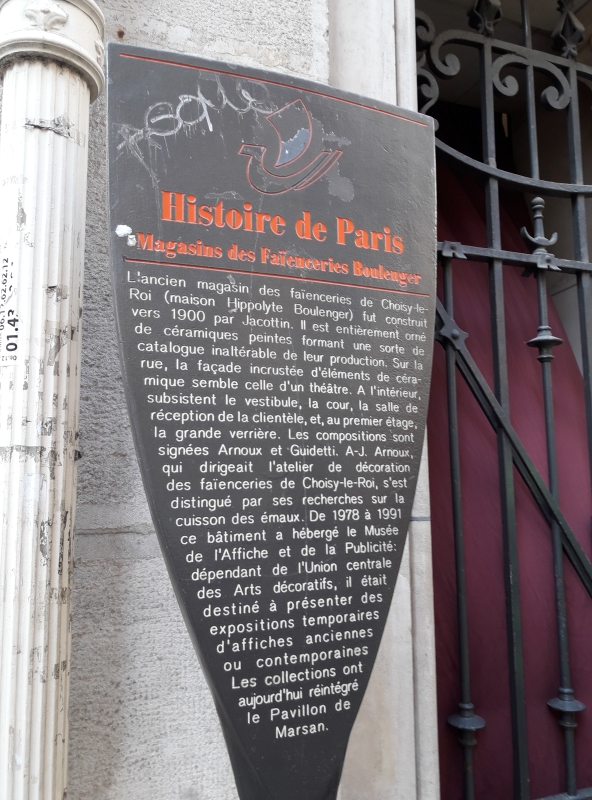 Histoire de Paris
Magasins des Faïenceries Boulenger
L'ancien magasin des faïenceries de Choisy-le-
Roi (maison Hippolyte Boulenger) fut construit
vers 1900 par Jacottin. Il est entièrement orné
de céramiques peintes formant une sorte de
catalogue inaltérable de leur production. Sur la
rue, la façade incrustée d'éléments de céra-
mique semble celle d'un théâtre. A l'intérieur,
subsistent le vestibule, la cour, la salle de
réception de la clientèle, et, au premier étage,
la grande verrière. Les compositions sont
signées Arnoux et Guidetti. A-J. Arnoux,
qui dirigeait l'atelier de décoration
des faïenceries de Choisy-le-Roi, s'est
distingué par ses recherches sur la
cuisson des émaux. De 1978 à 1991
ce bâtiment a hébergé le Musée
de l'Affiche et de la Publicité:
dépendant de l'Union centrale
des Arts décoratifs, il était
destiné à présenter des
expositions temporaires
d'affiches anciennes
ou contemporaines
Les collections ont
aujourd'hui réintégré
le Pavillon de
Marsan.